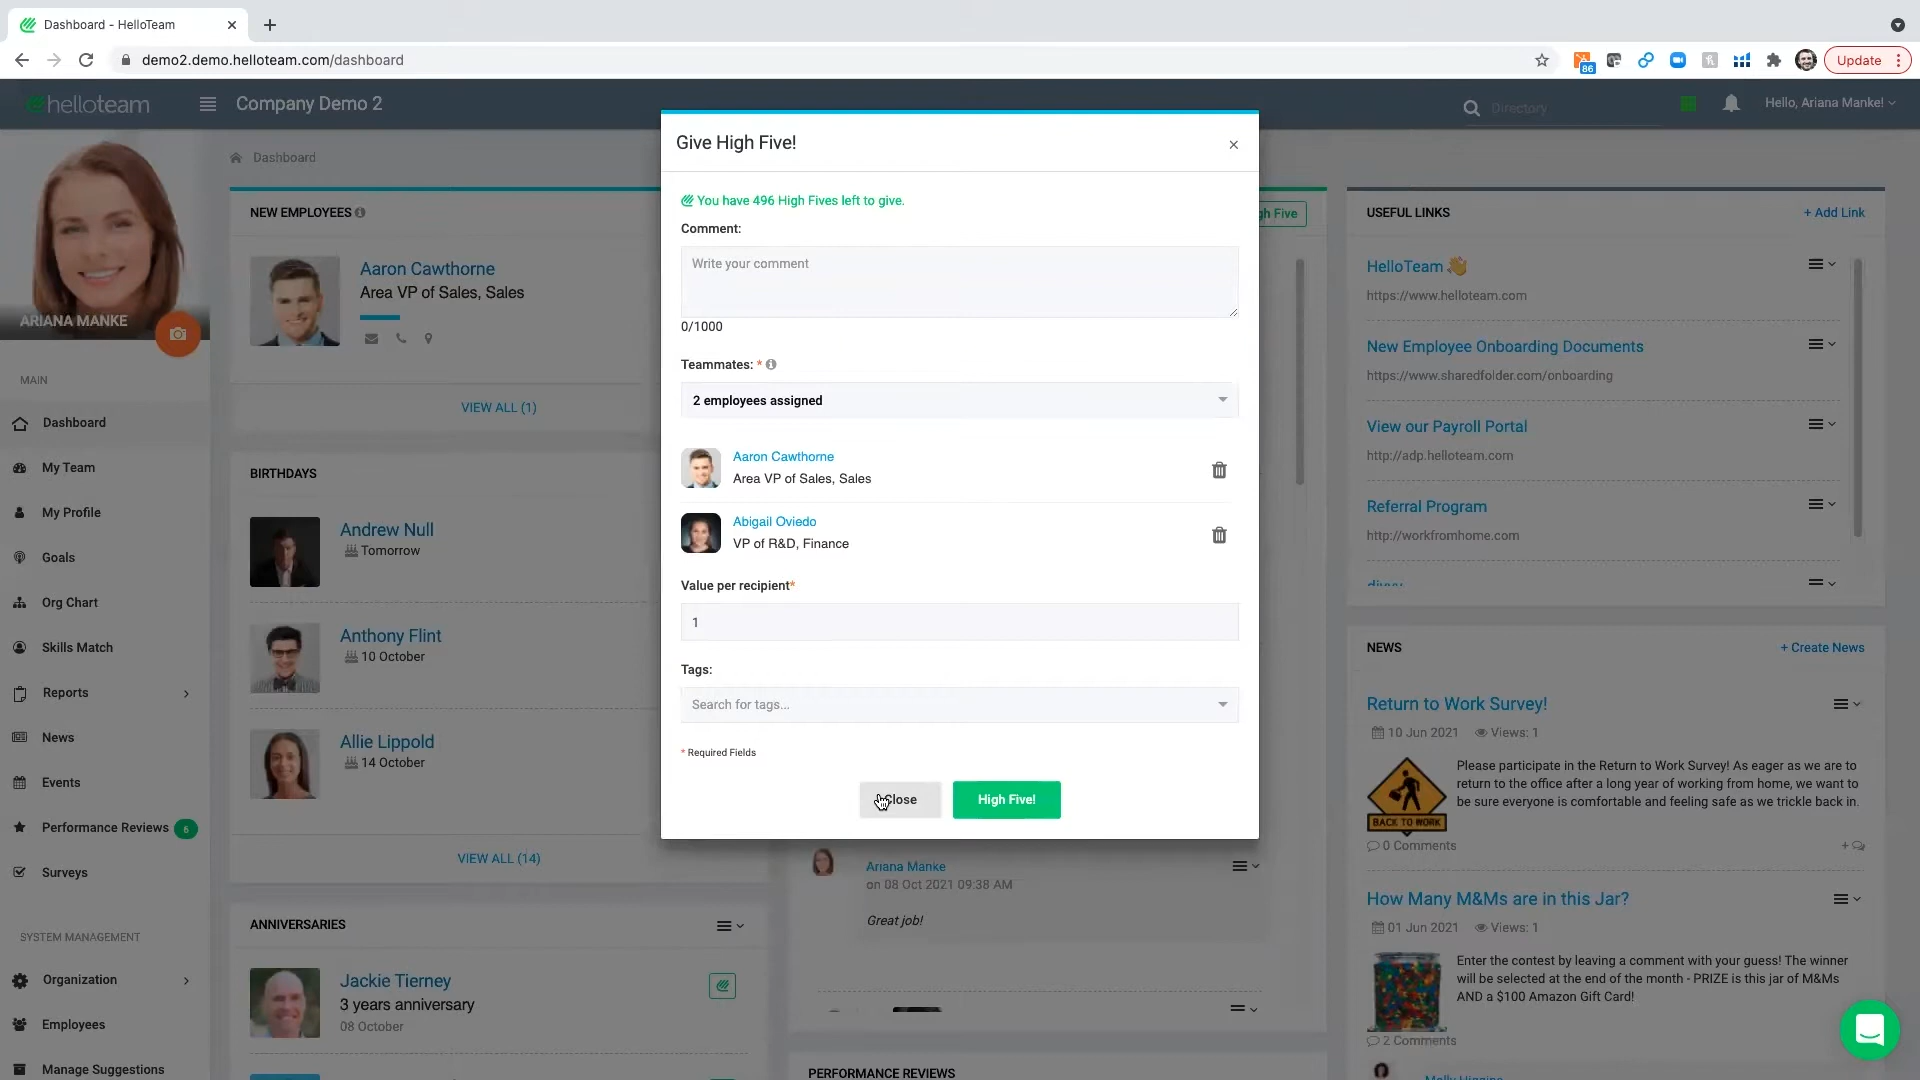 Dashboard - HelloTeam
demo2.demo.helloteam.com/dashboard
86
Update
helloteam
Company Demo 2
Directory
Hello, Ariana Manke!
ARIANA MANKE
MAIN
Dashboard
My Team
My Profile
Goals
Org Chart
Skills Match
Reports
News
Events
Performance Reviews 6
Surveys
SYSTEM MANAGEMENT
Organization
Employees
Manage Suggestions
Dashboard
NEW EMPLOYEES
Aaron Cawthorne
Area VP of Sales, Sales
VIEW ALL (1)
BIRTHDAYS
Andrew Null
Tomorrow
Anthony Flint
10 October
Allie Lippold
14 October
VIEW ALL (14)
ANNIVERSARIES
Jackie Tierney
3 years anniversary
08 October
Give High Five!
×
You have 496 High Fives left to give.
Comment:
Write your comment
0/1000
Teammates: *
2 employees assigned
Aaron Cawthorne
Area VP of Sales, Sales
Abigail Oviedo
VP of R&D, Finance
Value per recipient*
1
Tags:
Search for tags...
* Required Fields
Close
High Five!
gh Five
Ariana Manke
on 08 Oct 2021 09:38 AM
Great job!
PERFORMANCE REVIEWS
USEFUL LINKS
+ Add Link
HelloTeam 👋
https://www.helloteam.com
New Employee Onboarding Documents
https://www.sharedfolder.com/onboarding
View our Payroll Portal
http://adp.helloteam.com
Referral Program
http://workfromhome.com
NEWS
+ Create News
Return to Work Survey!
10 Jun 2021 Views: 1
BACK TO WORK
Please participate in the Return to Work Survey! As eager as we are to
return to the office after a long year of working from home, we want to
be sure everyone is comfortable and feeling safe as we trickle back in.
0 Comments
How Many M&Ms are in this Jar?
01 Jun 2021 Views: 1
Enter the contest by leaving a comment with your guess! The winner
will be selected at the end of the month - PRIZE is this jar of M&Ms
AND a $100 Amazon Gift Card!
2 Comments